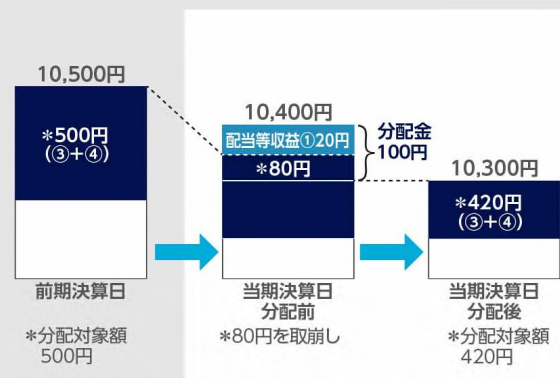 10,500円
*500円
(③+④)
前期決算日
*分配対象額
500円
10,400円
配当等収益①20円
*80円
分配金
100円
当期決算日
分配前
*80円を取崩し
10,300円
*420円
(③+④)
当期決算日
分配後
*分配対象額
420円